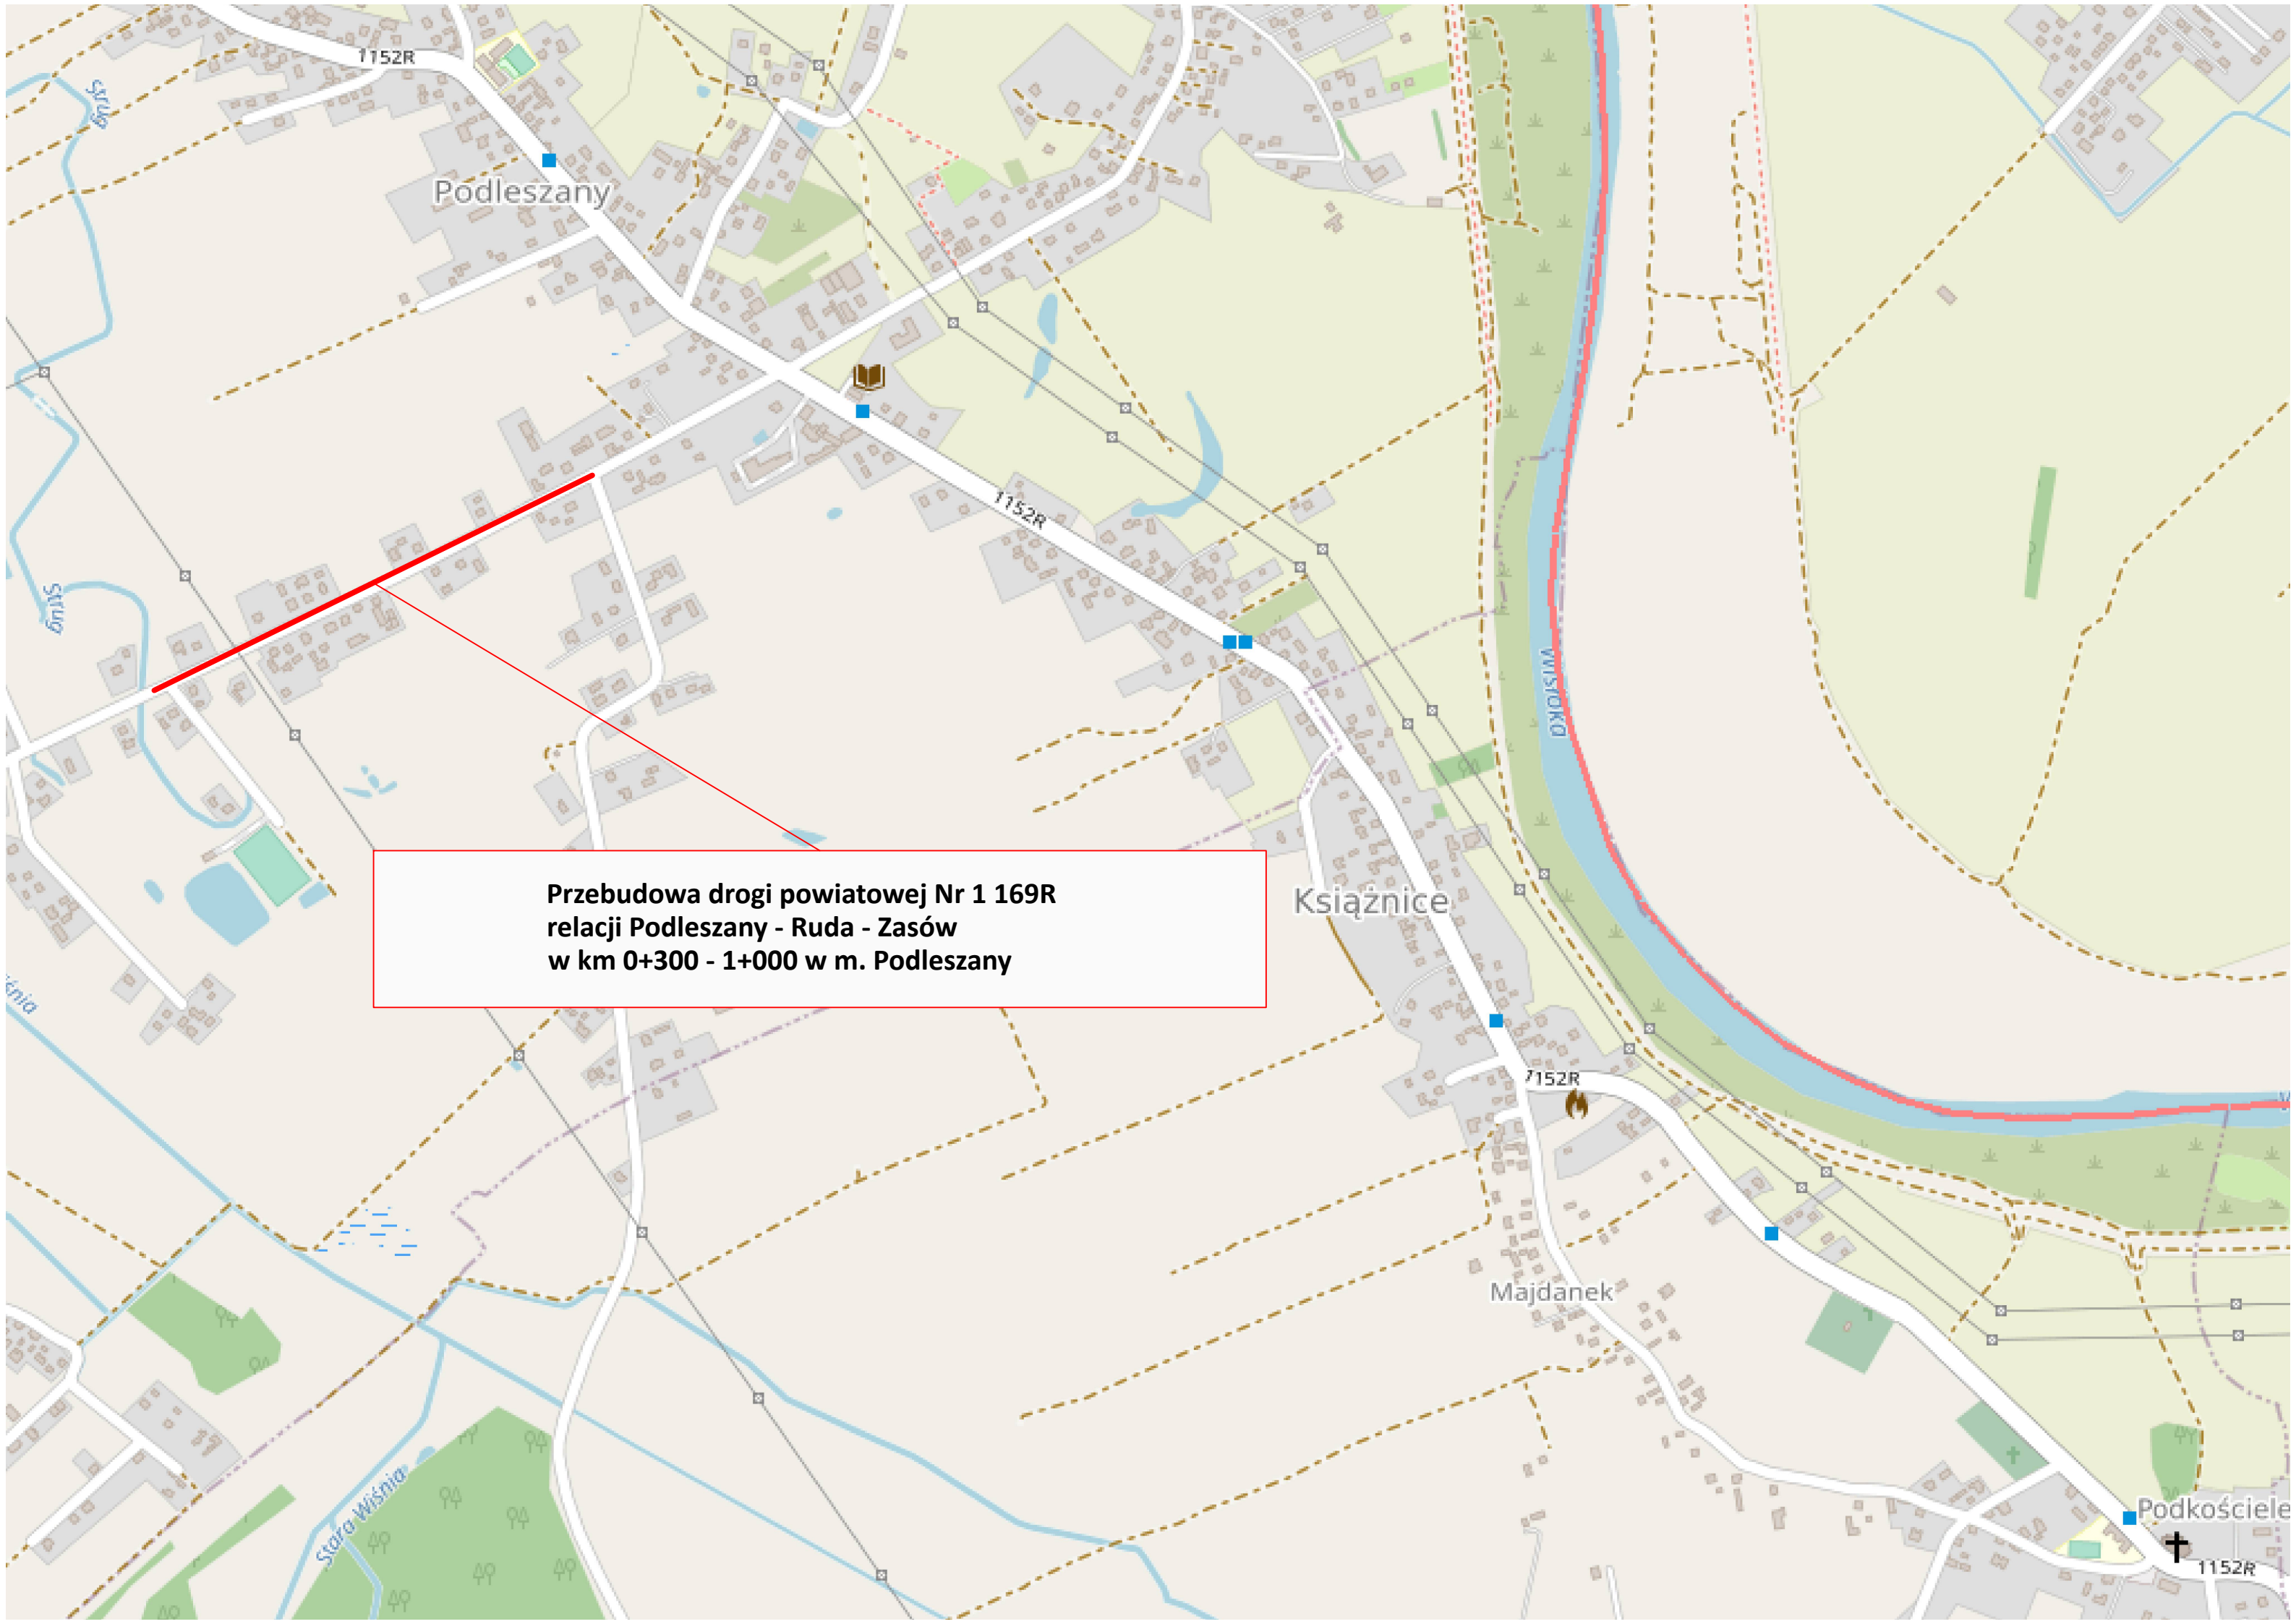 1152R
Strug
Podleszany
1152R
Strug
Wisłoka
Przebudowa drogi powiatowej Nr 1 169R
relacji Podleszany - Ruda - Zasów
w km 0+300 - 1+000 w m. Podleszany
Książnice
1152R
Majdanek
Stara Wiśnia
Podkościele
1152R